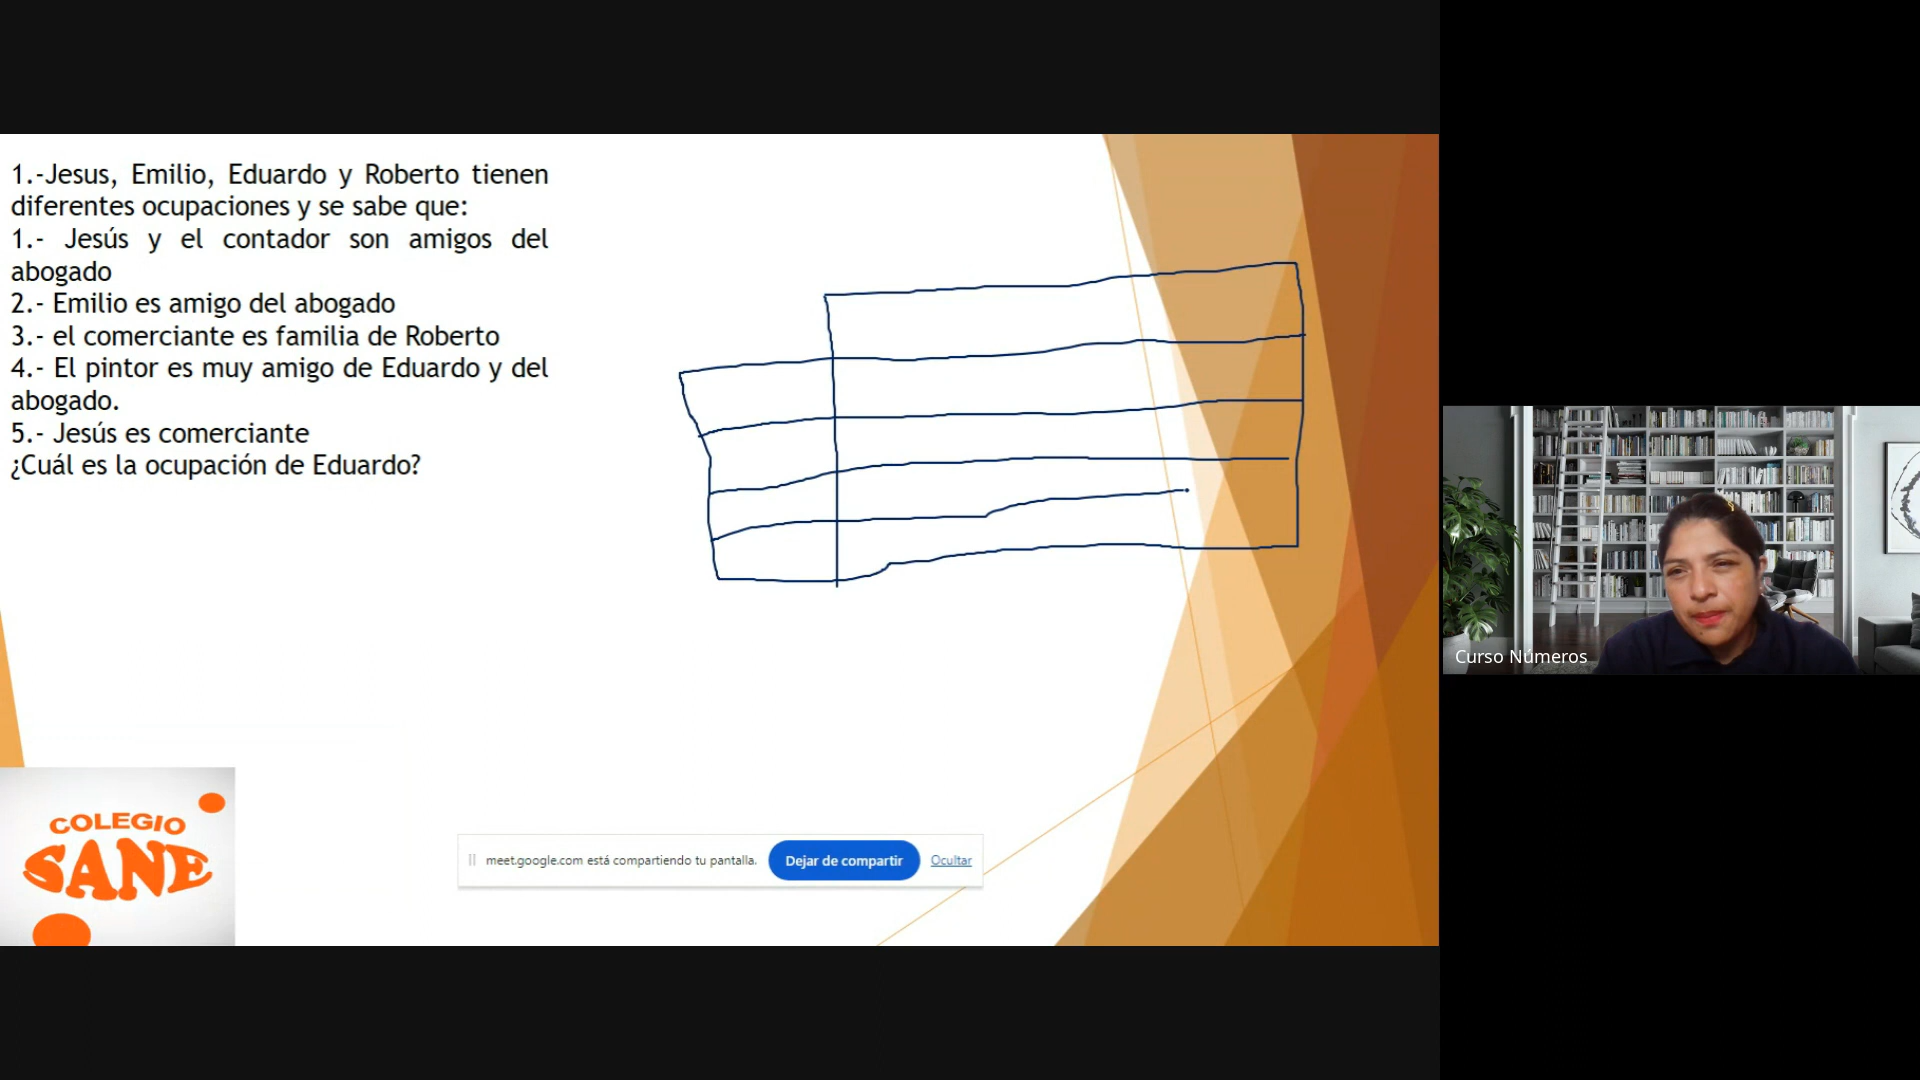 1.-Jesus, Emilio, Eduardo y Roberto tienen
diferentes ocupaciones y se sabe que:
1.- Jesús y el contador son amigos del
abogado
2.- Emilio es amigo del abogado
3.- el comerciante es familia de Roberto
4.- El pintor es muy amigo de Eduardo y del
abogado.
5.- Jesús es comerciante
¿Cuál es la ocupación de Eduardo?
Curso Números
COLEGIO
SANE
meet.google.com está compartiendo tu pantalla.
Dejar de compartir
Ocultar